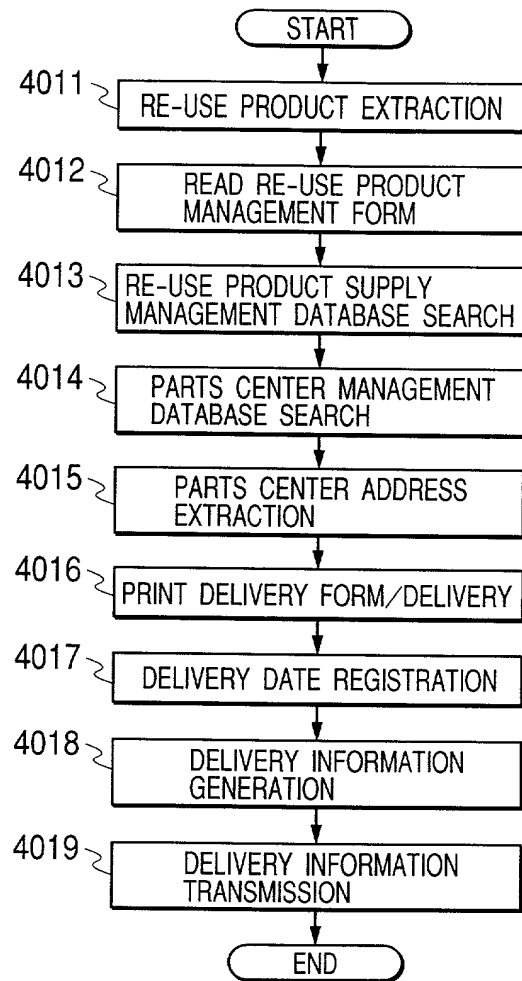 START
4011
RE-USE PRODUCT EXTRACTION
4012
READ RE-USE PRODUCT
MANAGEMENT FORM
4013
RE-USE PRODUCT SUPPLY
MANAGEMENT DATABASE SEARCH
4014
PARTS CENTER MANAGEMENT
DATABASE SEARCH
4015
PARTS CENTER ADDRESS
EXTRACTION
4016
PRINT DELIVERY FORM/DELIVERY
4017
DELIVERY DATE REGISTRATION
4018
DELIVERY INFORMATION
GENERATION
4019
DELIVERY INFORMATION
TRANSMISSION
END